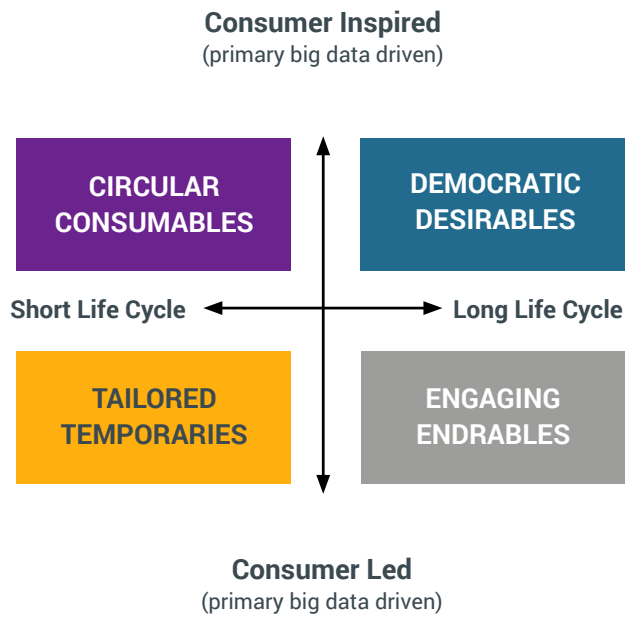 Consumer Inspired
(primary big data driven)
CIRCULAR
CONSUMABLES
DEMOCRATIC
DESIRABLES
Short Life Cycle
Long Life Cycle
TAILORED
TEMPORARIES
ENGAGING
ENDRABLES
Consumer Led
(primary big data driven)